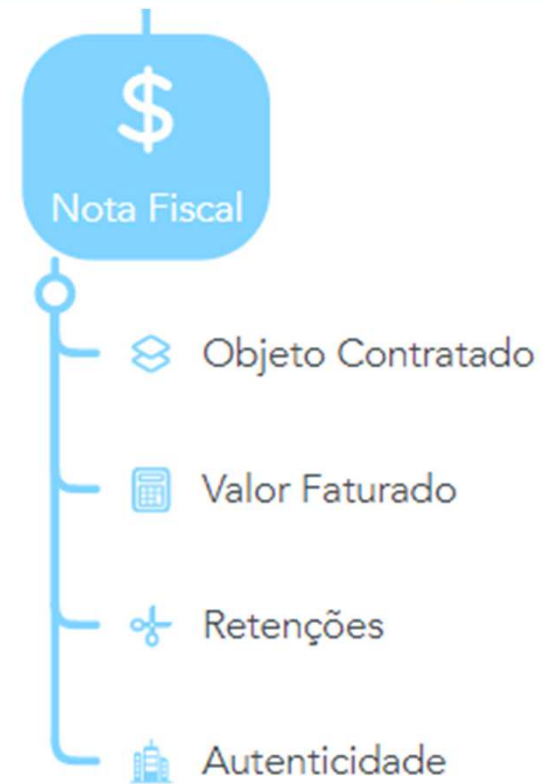 $
Nota Fiscal
Objeto Contratado
Valor Faturado
Retenções
Autenticidade